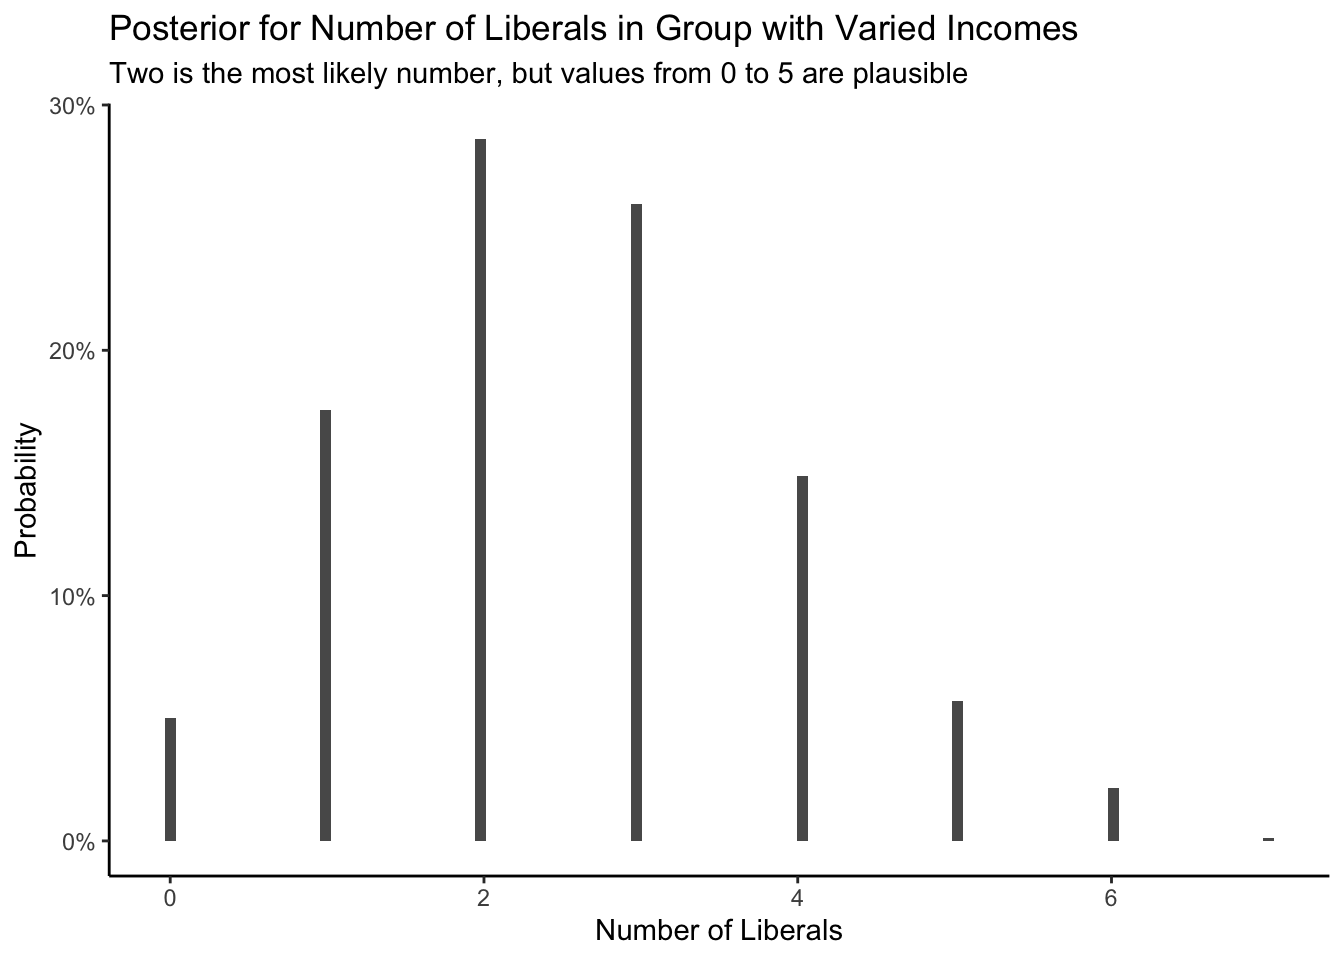 Posterior for Number of Liberals in Group with Varied Incomes
Two is the most likely number, but values from 0 to 5 are plausible
30%
20%
10%
0%
Probability
0 2 4 6
Number of Liberals